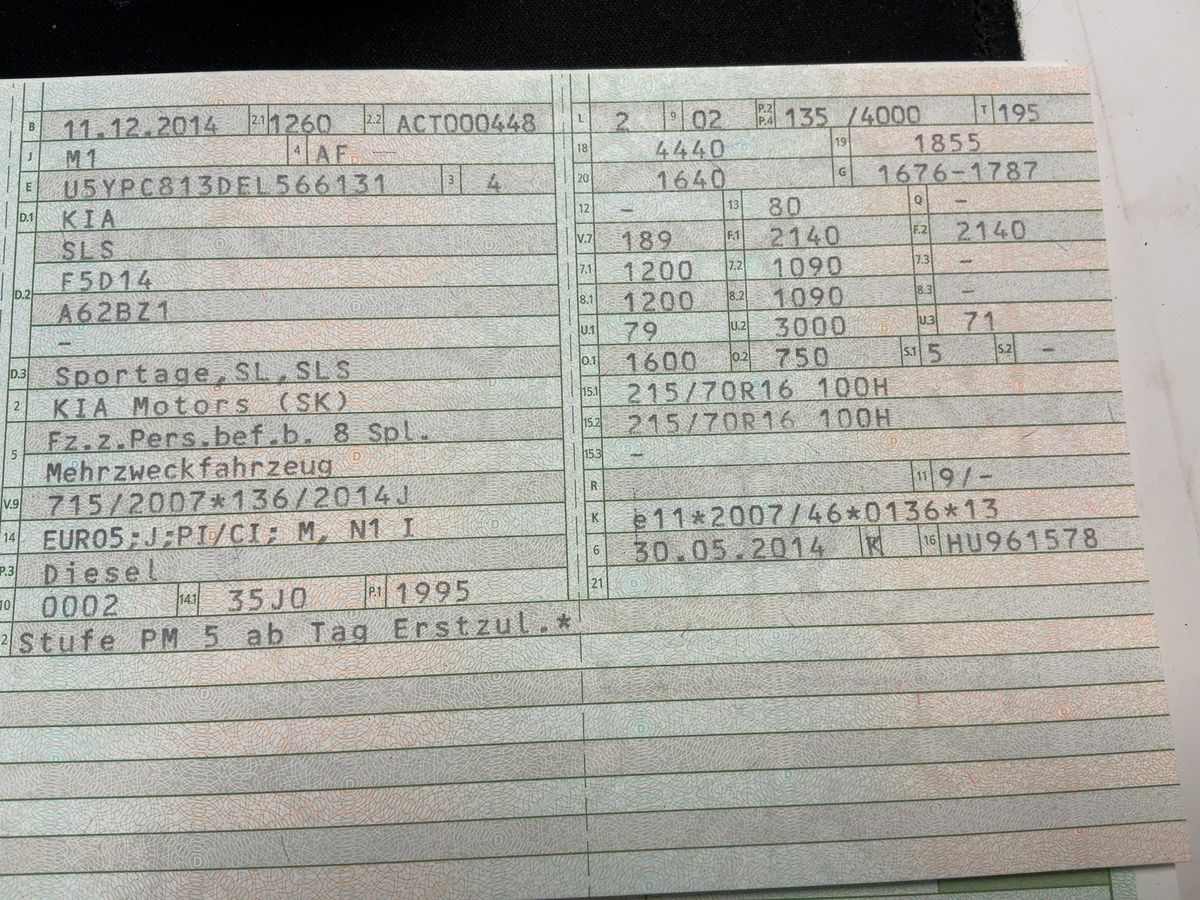 B 11.12.2014 2.1 1260 2.2 ACT000448
J M1 4 AF —
E U5YPC813DEL566131 3 4
D.1 KIA
SLS
D.2 F5D14
A62BZ1
–
D.3 Sportage,SL,SLS
2 KIA Motors (SK)
Fz.z.Pers.bef.b. 8 Spl.
5 Mehrzweckfahrzeug
V.9 715/2007*136/2014J
14 EURO5;J;PI/CI; M, N1 I
P.3 Diesel
10 0002 14.1 35J0 P.1 1995
2 Stufe PM 5 ab Tag Erstzul.*
L 2 9 02 P.2 P.4 135 /4000 T 195
18 4440 19 1855
20 1640 G 1676-1787
12 – 13 80 Q –
V.7 189 F.1 2140 F.2 2140
7.1 1200 7.2 1090 7.3 –
8.1 1200 8.2 1090 8.3 –
U.1 79 U.2 3000 U.3 71
O.1 1600 O.2 750 S.1 5 S.2 –
15.1 215/70R16 100H
15.2 215/70R16 100H
15.3 –
R 11 9/-
K e11*2007/46*0136*13
6 30.05.2014 K 16 HU961578
21